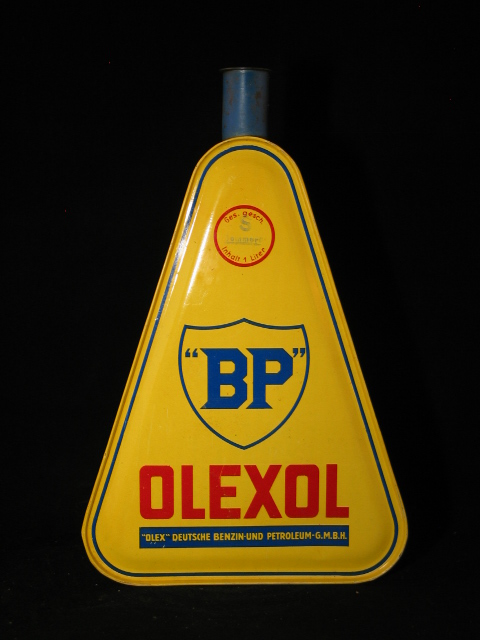 Ges. gesch.
S
Inhalt 1 Liter
"BP"
OLEXOL
"OLEX" DEUTSCHE BENZIN-UND PETROLEUM-G.M.B.H.